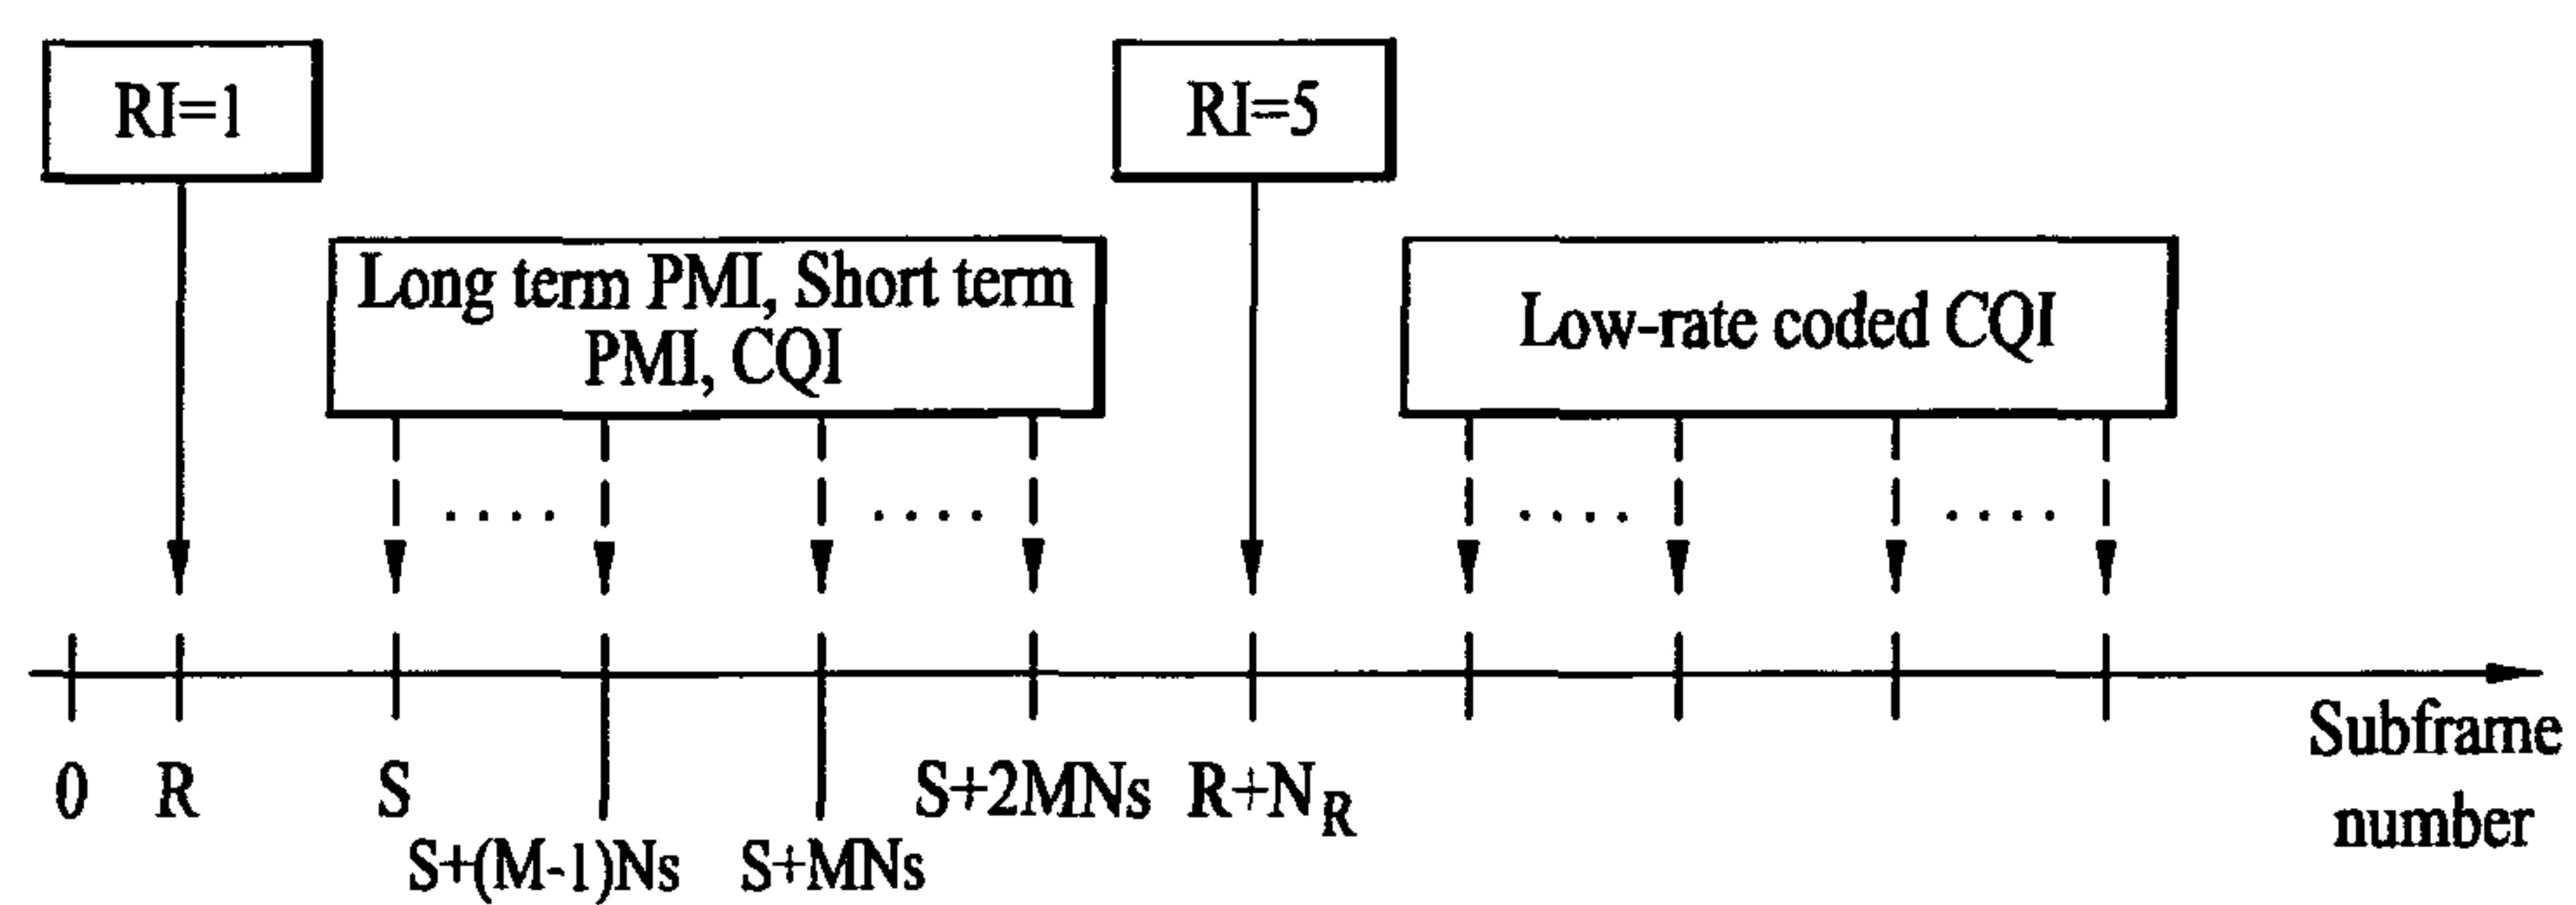 RI=1
RI=5
Long term PMI, Short term
PMI, CQI
Low-rate coded CQI
....
....
....
....
0
R
S
S+(M-1)Ns
S+MNs
S+2MNs
R+N_R
Subframe
number